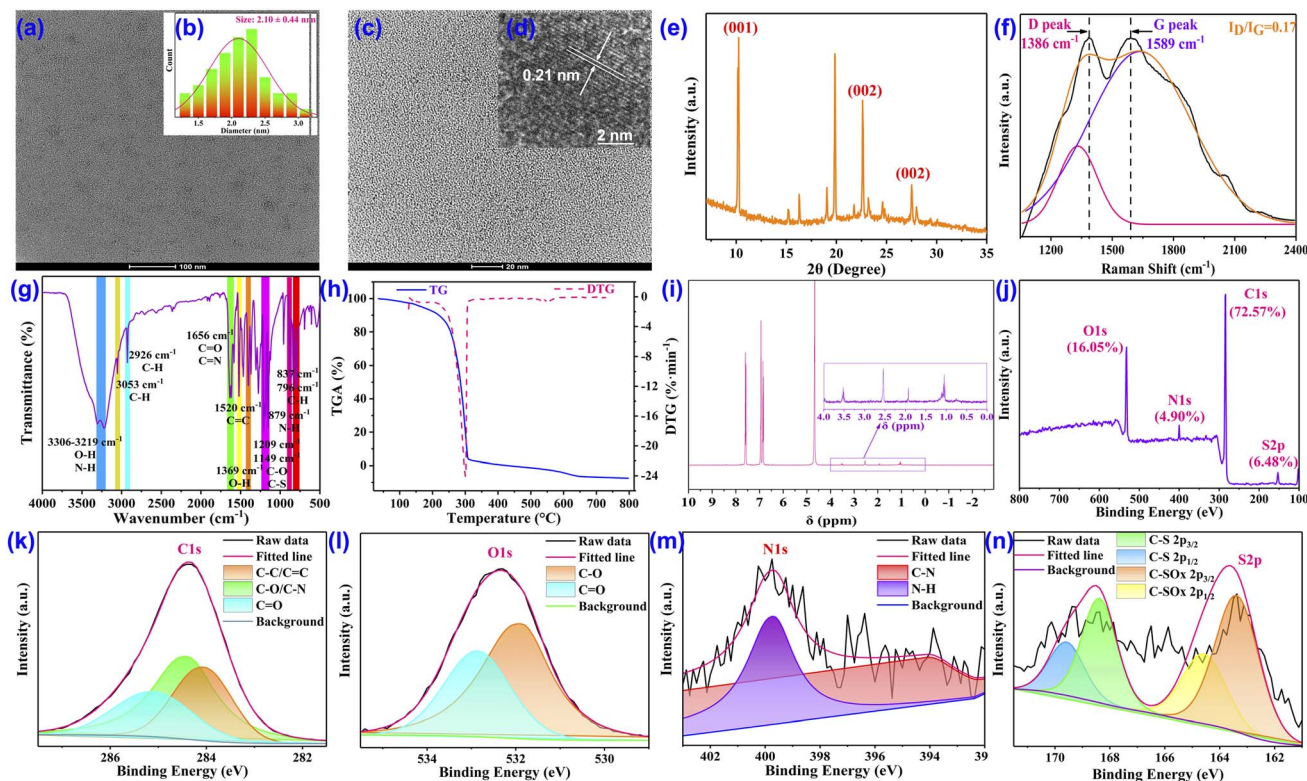 (a)
(b)
Size: 2.10 ± 0.44 nm
Count
1.5 2.0 2.5 3.0
Diameter (nm)
100 nm
(c)
(d)
0.21 nm
2 nm
20 nm
(e)
(001)
(002)
(002)
Intensity (a.u.)
10 15 20 25 30 35
2θ (Degree)
(f)
D peak
1386 cm-1
G peak
1589 cm-1
ID/IG=0.17
Intensity (a.u.)
1200 1400 1600 1800 2400
Raman Shift (cm-1)
(g)
Transmittance (%)
2926 cm-1
C-H
3053 cm-1
C-H
3306-3219 cm-1
O-H
N-H
1656 cm-1
C=O
C=N
1520 cm-1
C=C
1369 cm-1
O-H
837 cm-1
796 cm-1
C-H
879 cm-1
N-H
1209 cm-1
1149 cm-1
C-O
C-S
4000 3500 3000 2500 2000 1500 1000 500
Wavenumber (cm-1)
(h)
TG
DTG
TGA (%)
100
80
60
40
20
0
DTG (%·min-1)
0
-4
-8
-12
-16
-20
-24
100 200 300 400 500 600 700 800
Temperature (°C)
(i)
Intensity (a.u.)
4.0 3.5 3.0 2.5 2.0 1.5 1.0 0.5 0.0
δ (ppm)
10 9 8 7 6 5 4 3 2 1 0 -1 -2
δ (ppm)
(j)
C1s
(72.57%)
O1s
(16.05%)
N1s
(4.90%)
S2p
(6.48%)
Intensity (a.u.)
800 700 600 500 400 300 200 100
Binding Energy (eV)
(k)
C1s
Raw data
Fitted line
C-C/C=C
C-O/C-N
C=O
Background
Intensity (a.u.)
286 284 282
Binding Energy (eV)
(l)
O1s
Raw data
Fitted line
C-O
C=O
Background
Intensity (a.u.)
534 532 530
Binding Energy (eV)
(m)
N1s
Raw data
Fitted line
C-N
N-H
Background
Intensity (a.u.)
402 400 398 396 394 39
Binding Energy (eV)
(n)
Raw data
Fitted line
Background
C-S 2p3/2
C-S 2p1/2
C-SOx 2p3/2
C-SOx 2p1/2
S2p
Intensity (a.u.)
170 168 166 164 162
Binding Energy (eV)